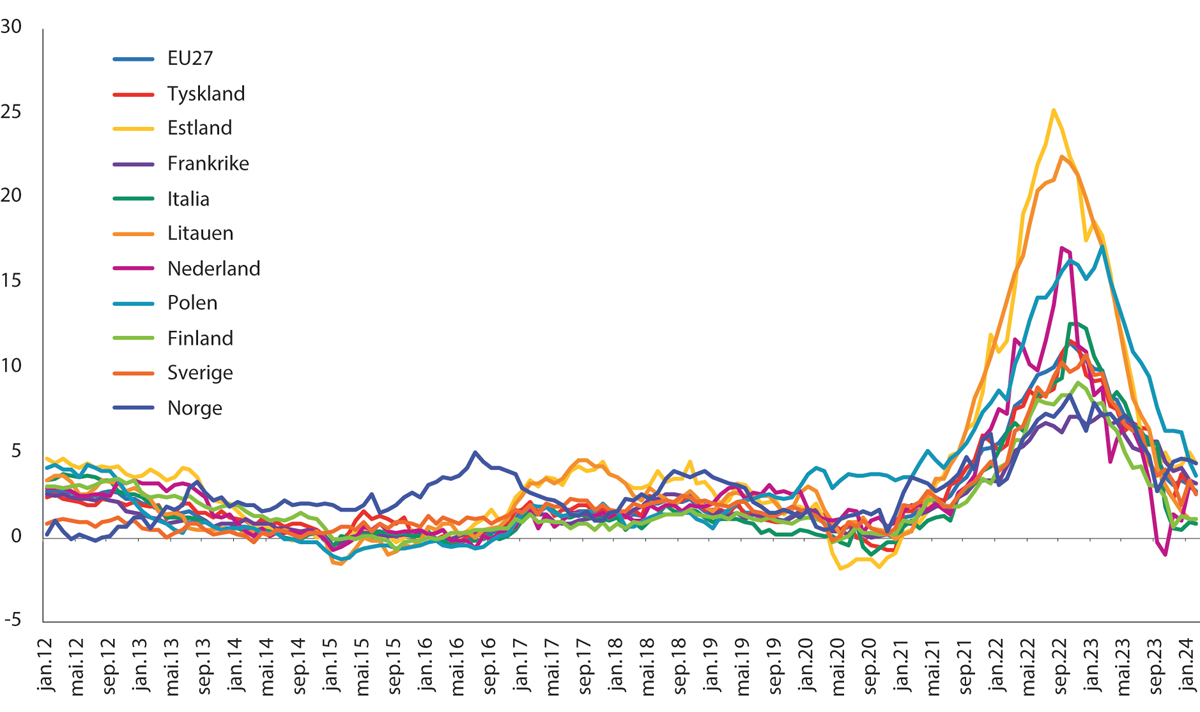 30
25
20
15
10
5
0
-5
EU27
Tyskland
Estland
Frankrike
Italia
Litauen
Nederland
Polen
Finland
Sverige
Norge
jan.12
mai.12
sep.12
jan.13
mai.13
sep.13
jan.14
mai.14
sep.14
jan.15
mai.15
sep.15
jan.16
mai.16
sep.16
jan.17
mai.17
sep.17
jan.18
mai.18
sep.18
jan.19
mai.19
sep.19
jan.20
mai.20
sep.20
jan.21
mai.21
sep.21
jan.22
mai.22
sep.22
jan.23
mai.23
sep.23
jan.24